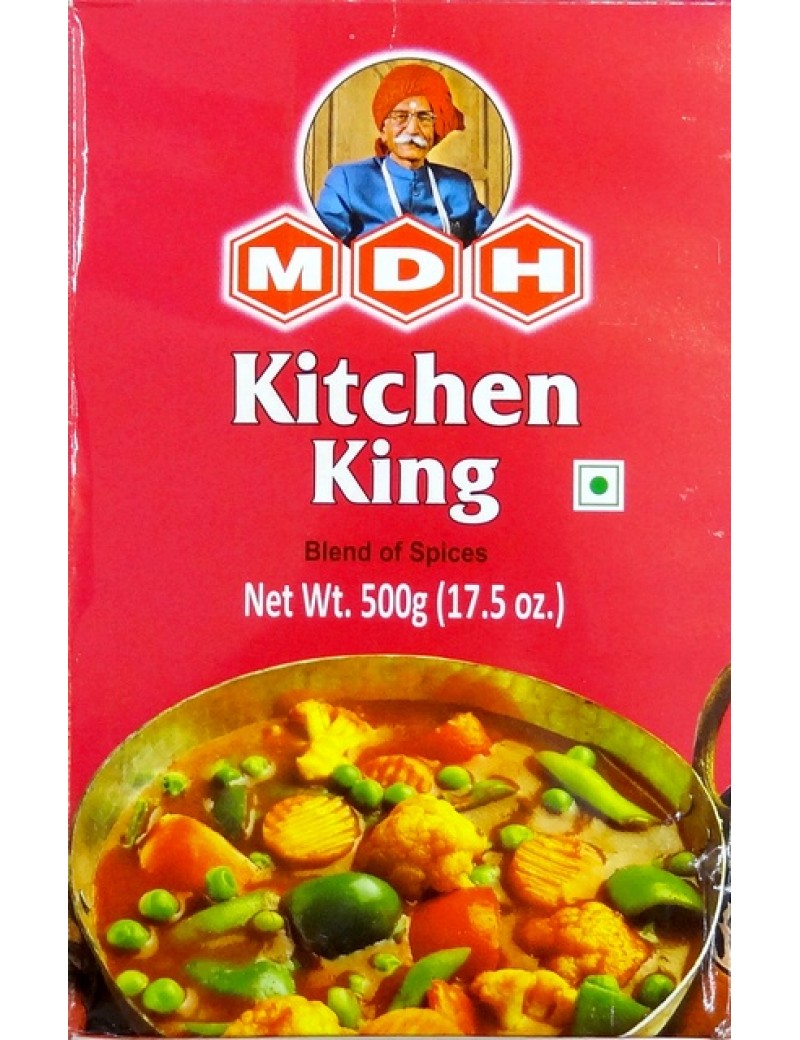 MDH
Kitchen
King
Blend of Spices
Net Wt. 500g (17.5 oz.)